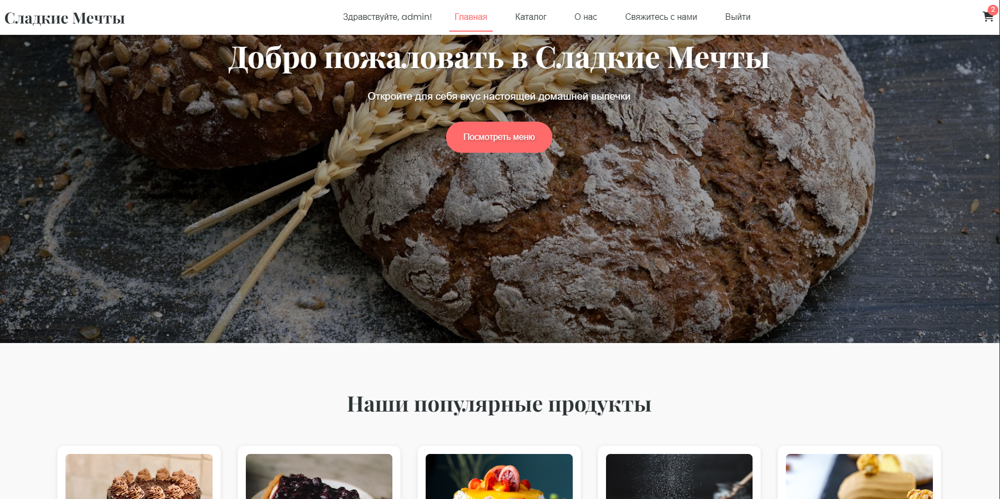 Сладкие Мечты
Здравствуйте, admin!
Главная
Каталог
О нас
Свяжитесь с нами
Выйти
2
Добро пожаловать в Сладкие Мечты
Откройте для себя вкус настоящей домашней выпечки
Посмотреть меню
Наши популярные продукты